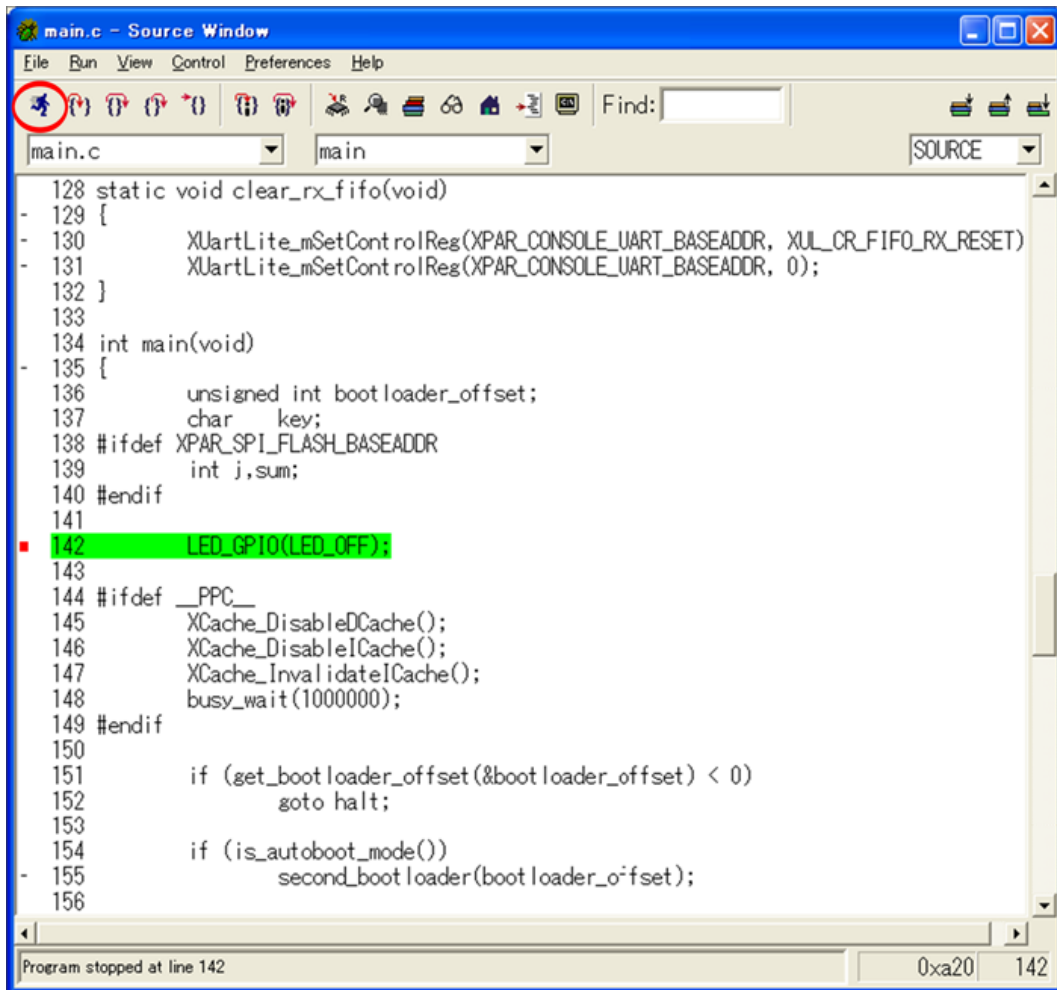 main.c - Source Window
File Run View Control Preferences Help
Find:
main.c main SOURCE
128 static void clear_rx_fifo(void)
- 129 {
- 130 XUartLite_mSetControlReg(XPAR_CONSOLE_UART_BASEADDR, XUL_CR_FIFO_RX_RESET)
- 131 XUartLite_mSetControlReg(XPAR_CONSOLE_UART_BASEADDR, 0);
132 }
133
134 int main(void)
- 135 {
136 unsigned int bootloader_offset;
137 char key;
138 #ifdef XPAR_SPI_FLASH_BASEADDR
139 int j,sum;
140 #endif
141
142 LED_GPIO(LED_OFF);
143
144 #ifdef __PPC__
145 XCache_DisableDCache();
146 XCache_DisableICache();
147 XCache_InvalidateICache();
148 busy_wait(1000000);
149 #endif
150
151 if (get_bootloader_offset(&bootloader_offset) < 0)
152 goto halt;
153
154 if (is_autoboot_mode())
- 155 second_bootloader(bootloader_offset);
156
Program stopped at line 142 0xa20 142